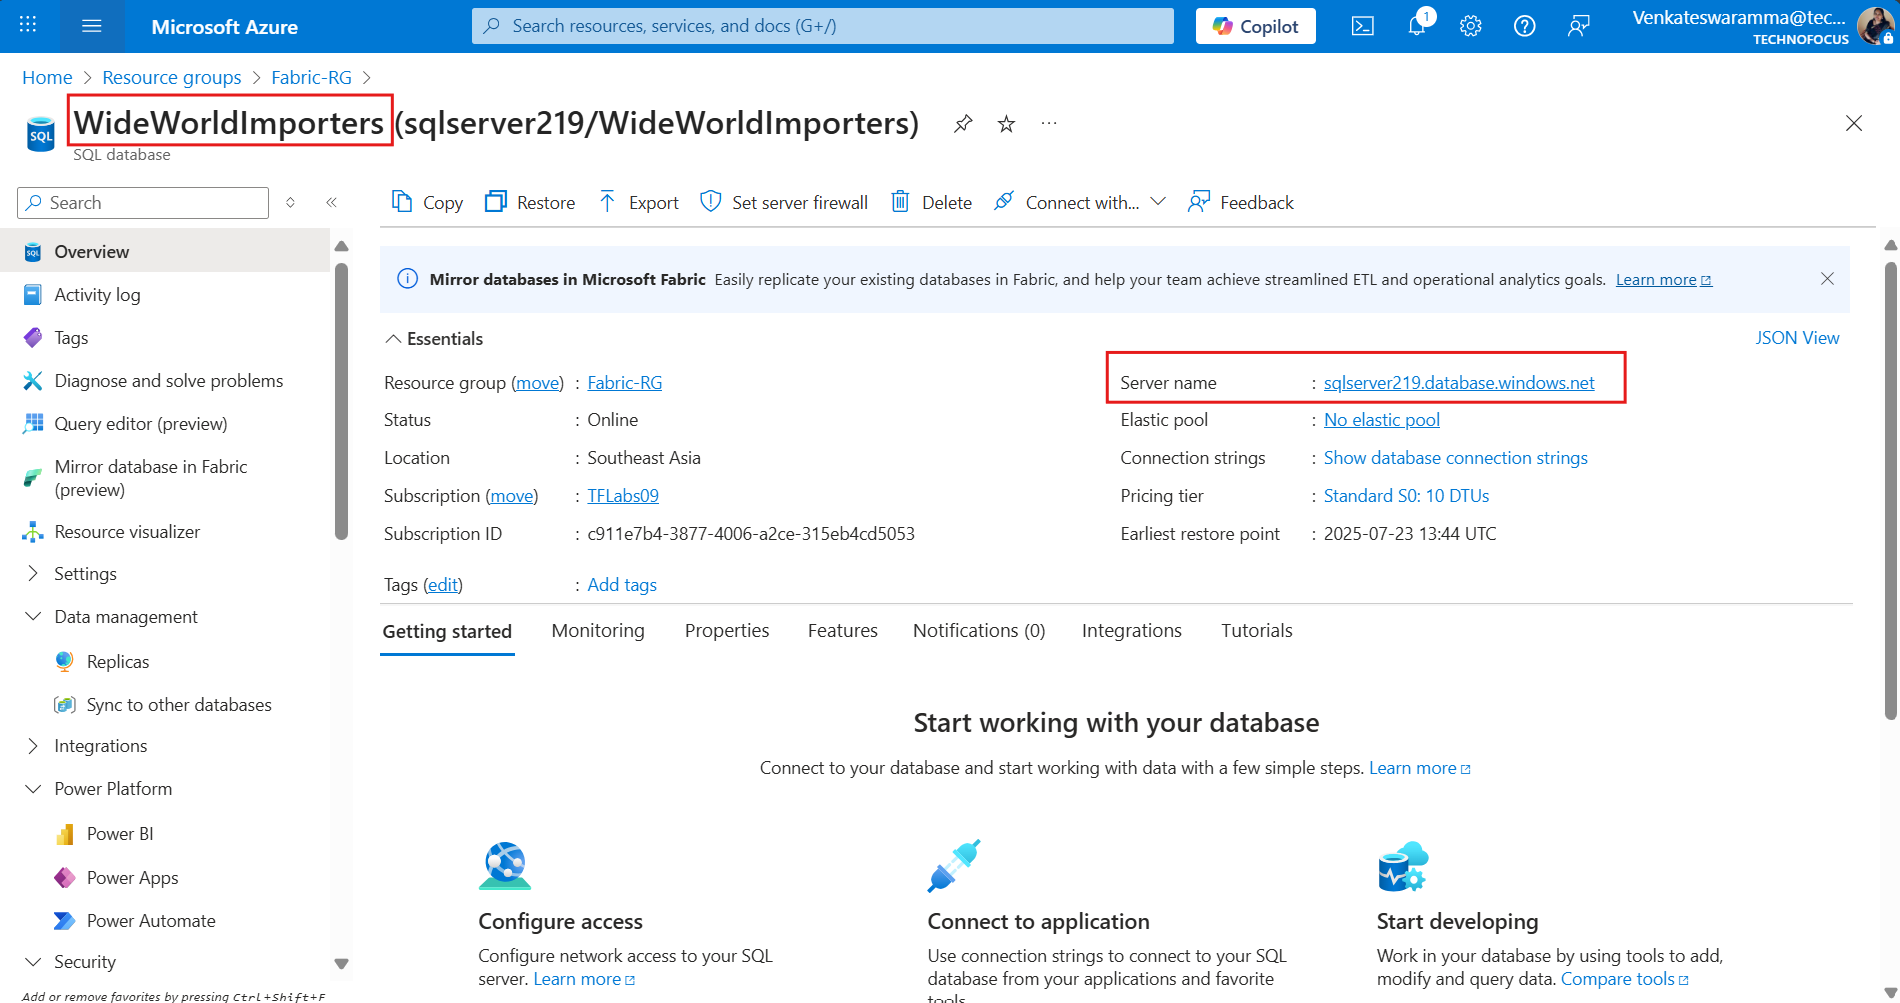 Microsoft Azure
Search resources, services, and docs (G+/)
Copilot
1
Venkateswaramma@tec...
TECHNOFOCUS
Home > Resource groups > Fabric-RG >
SQL
WideWorldImporters (sqlserver219/WideWorldImporters)
...
SQL database
Search
Copy
Restore
Export
Set server firewall
Delete
Connect with...
Feedback
Overview
Activity log
Tags
Diagnose and solve problems
Query editor (preview)
Mirror database in Fabric
(preview)
Resource visualizer
Settings
Data management
Replicas
Sync to other databases
Integrations
Power Platform
Power BI
Power Apps
Power Automate
Security
Add or remove favorites by pressing Ctrl+Shift+F
Mirror databases in Microsoft Fabric Easily replicate your existing databases in Fabric, and help your team achieve streamlined ETL and operational analytics goals. Learn more
Essentials
JSON View
Resource group (move) : Fabric-RG
Status : Online
Location : Southeast Asia
Subscription (move) : TFLabs09
Subscription ID : c911e7b4-3877-4006-a2ce-315eb4cd5053
Tags (edit) : Add tags
Server name : sqlserver219.database.windows.net
Elastic pool : No elastic pool
Connection strings : Show database connection strings
Pricing tier : Standard S0: 10 DTUs
Earliest restore point : 2025-07-23 13:44 UTC
Getting started
Monitoring
Properties
Features
Notifications (0)
Integrations
Tutorials
Start working with your database
Connect to your database and start working with data with a few simple steps. Learn more
Configure access
Configure network access to your SQL
server. Learn more
Connect to application
Use connection strings to connect to your SQL
database from your applications and favorite
tools.
Start developing
Work in your database by using tools to add,
modify and query data. Compare tools